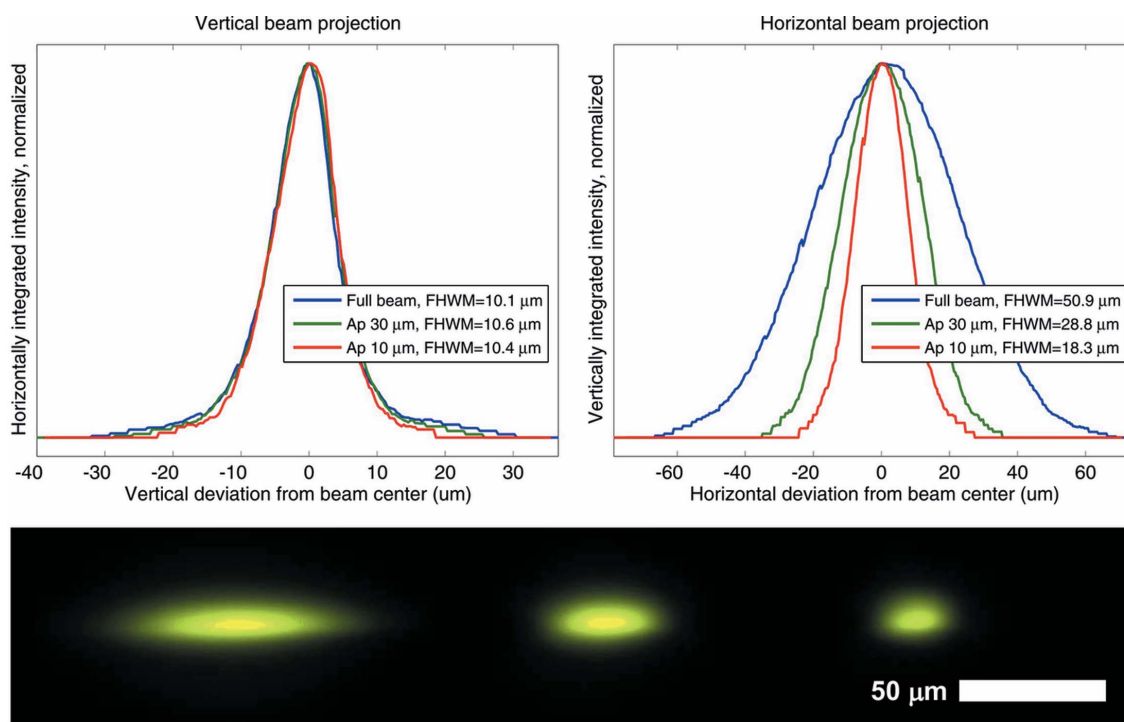 Vertical beam projection
Horizontally integrated intensity, normalized
Full beam, FHWM=10.1 μm
Ap 30 μm, FHWM=10.6 μm
Ap 10 μm, FHWM=10.4 μm
-40 -30 -20 -10 0 10 20 30
Vertical deviation from beam center (um)
Horizontal beam projection
Vertically integrated intensity, normalized
Full beam, FHWM=50.9 μm
Ap 30 μm, FHWM=28.8 μm
Ap 10 μm, FHWM=18.3 μm
-60 -40 -20 0 20 40 60
Horizontal deviation from beam center (um)
50 μm